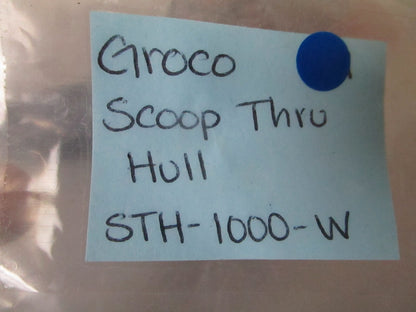 Groco
Scoop Thru
Hull
STH-1000-W